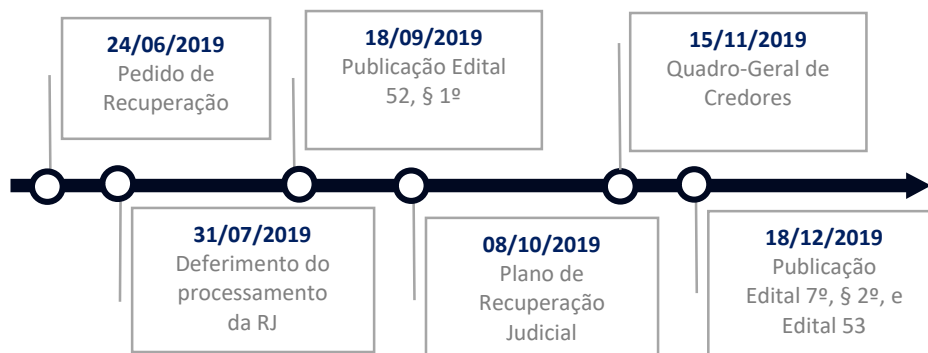 24/06/2019
Pedido de
Recuperação
18/09/2019
Publicação Edital
52, § 1º
15/11/2019
Quadro-Geral de
Credores
31/07/2019
Deferimento do
processamento
da RJ
08/10/2019
Plano de
Recuperação
Judicial
18/12/2019
Publicação
Edital 7º, § 2º, e
Edital 53